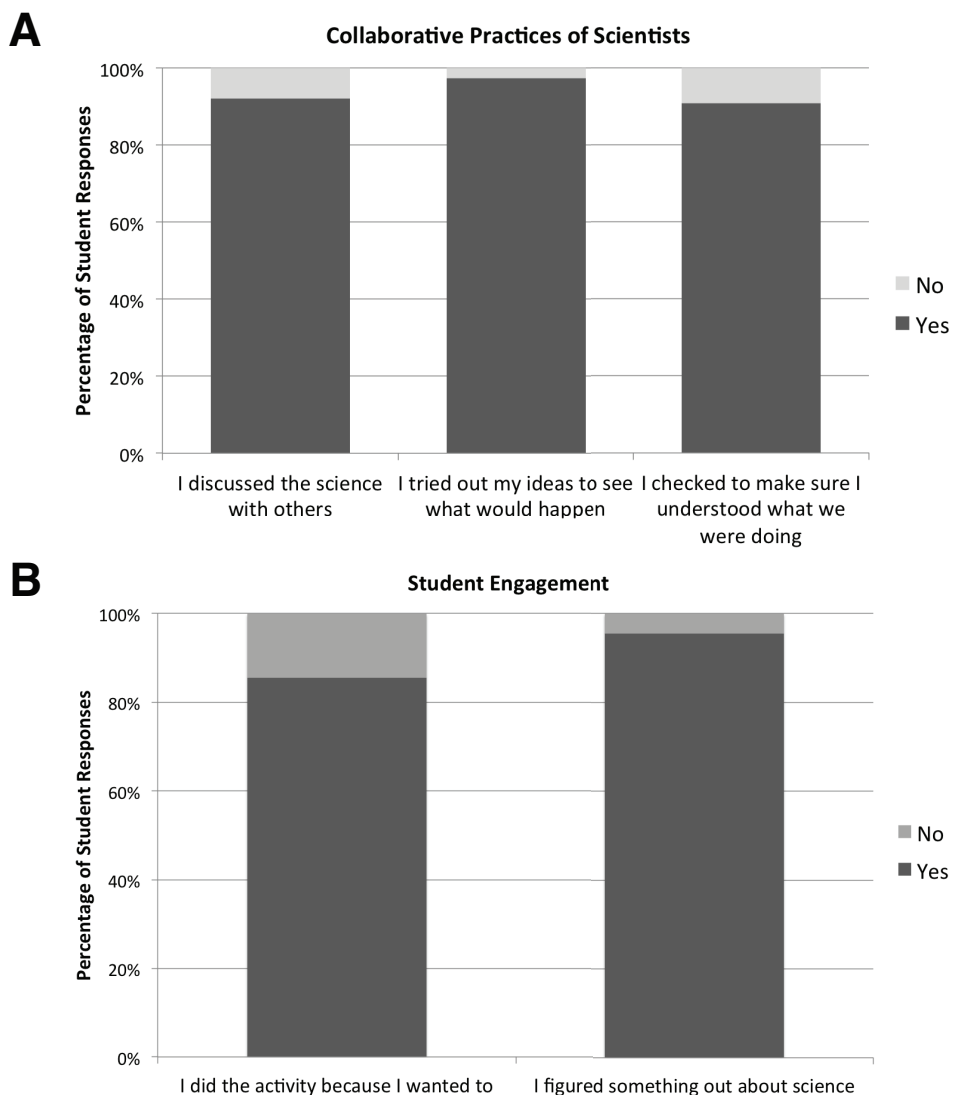 A
Collaborative Practices of Scientists
Percentage of Student Responses
100%
80%
60%
40%
20%
0%
I discussed the science
with others
I tried out my ideas to see
what would happen
I checked to make sure I
understood what we
were doing
No
Yes
B
Student Engagement
Percentage of Student Responses
100%
80%
60%
40%
20%
0%
I did the activity because I wanted to
I figured something out about science
No
Yes